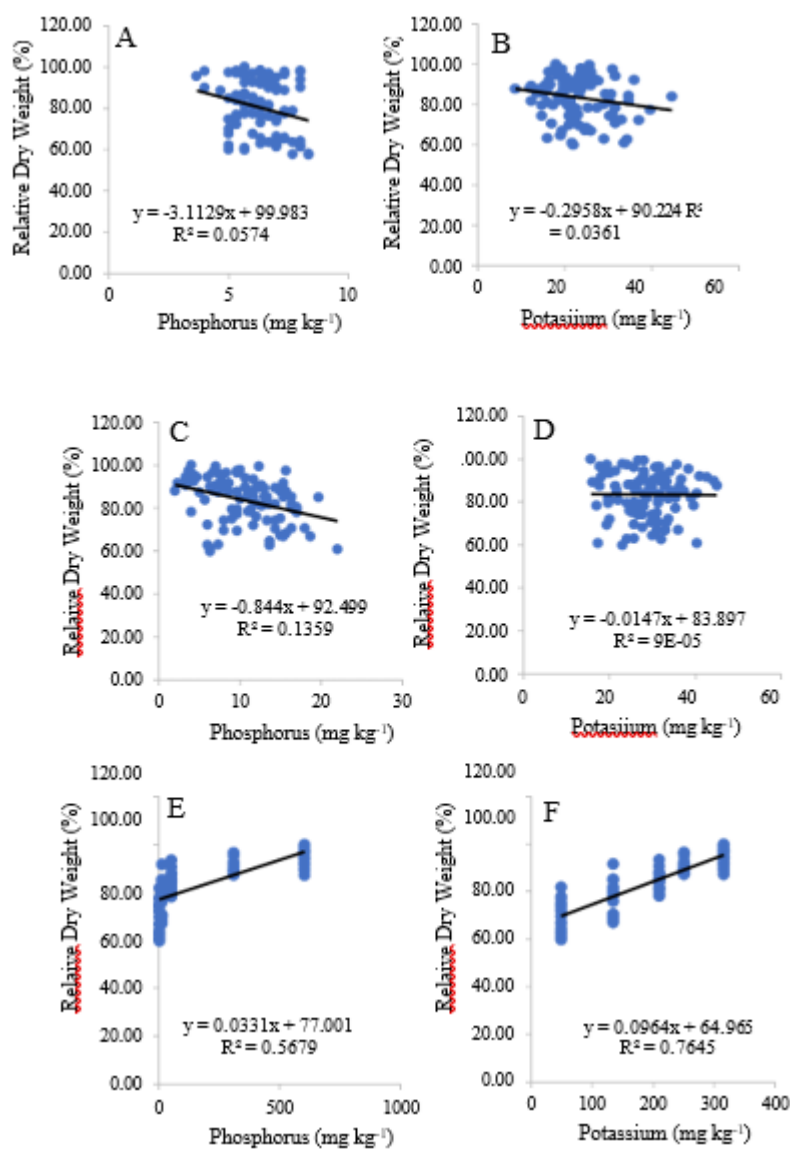 A
120.00
100.00
80.00
60.00
40.00
20.00
0.00
Relative Dry Weight (%)
y = -3.1129x + 99.983
R² = 0.0574
0 5 10
Phosphorus (mg kg⁻¹)
B
120.00
100.00
80.00
60.00
40.00
20.00
0.00
Relative Dry Weight (%)
y = -0.2958x + 90.224 R²
= 0.0361
0 20 40 60
Potasiium (mg kg⁻¹)
C
120.00
100.00
80.00
60.00
40.00
20.00
0.00
Relaive Dry Weight (%)
y = -0.844x + 92.499
R² = 0.1359
0 10 20 30
Phosphorus (mg kg⁻¹)
D
120.00
.00.00
80.00
60.00
40.00
20.00
0.00
Relaive Dry Weight (%)
y = -0.0147x + 83.897
R² = 9E-05
0 20 40 60
Potasiium (mg kg⁻¹)
E
120.00
100.00
80.00
60.00
40.00
20.00
0.00
Relaive Dry Weight (%)
y = 0.0331x + 77.001
R² = 0.5679
0 500 1000
Phosphorus (mg kg⁻¹)
F
120.00
100.00
80.00
60.00
40.00
20.00
0.00
Relaive Dry Weight (%)
y = 0.0964x + 64.965
R² = 0.7645
0 100 200 300 400
Potassium (mg kg⁻¹)